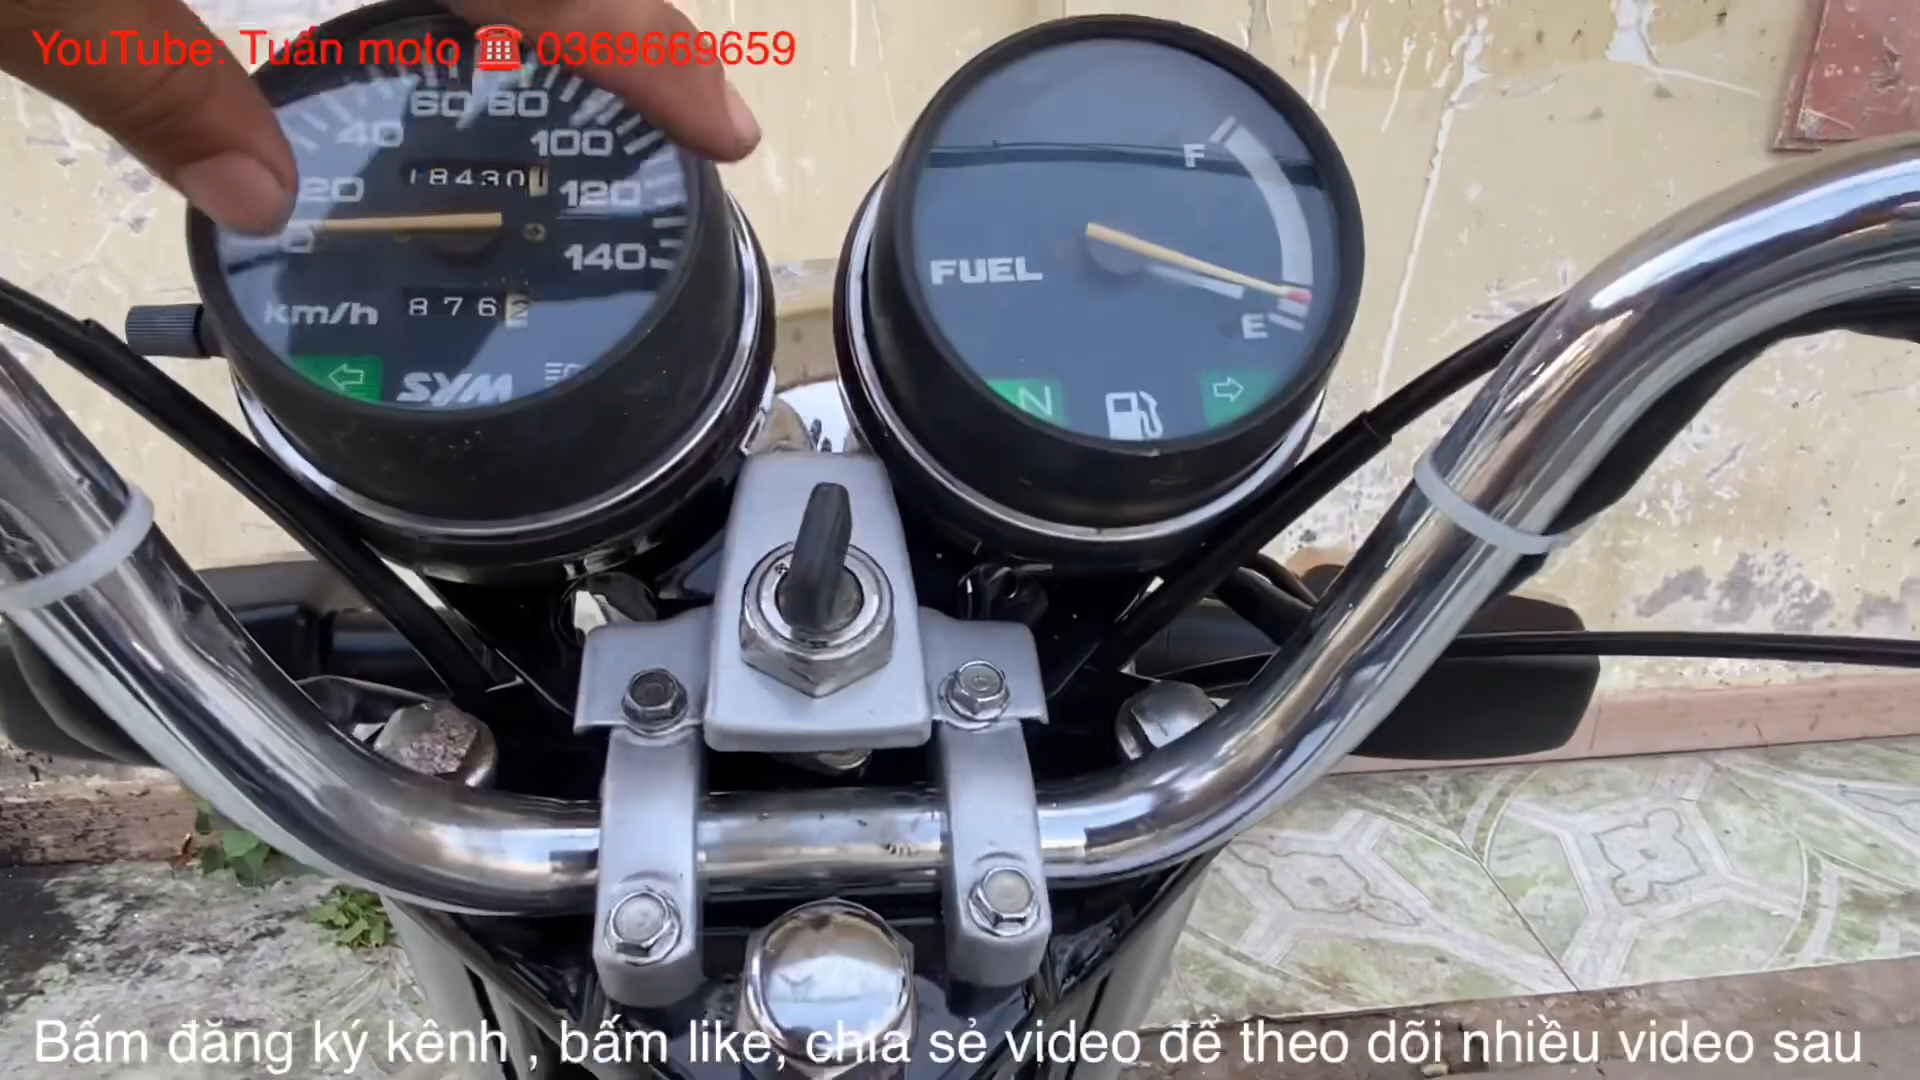 YouTube: Tuấn moto ☎ 0369669659
60 80
40 100
18430
20 120
0 140
km/h 8762
SYM
F
FUEL
E
N
Bấm đăng ký kênh , bấm like, chia sẻ video để theo dõi nhiều video sau